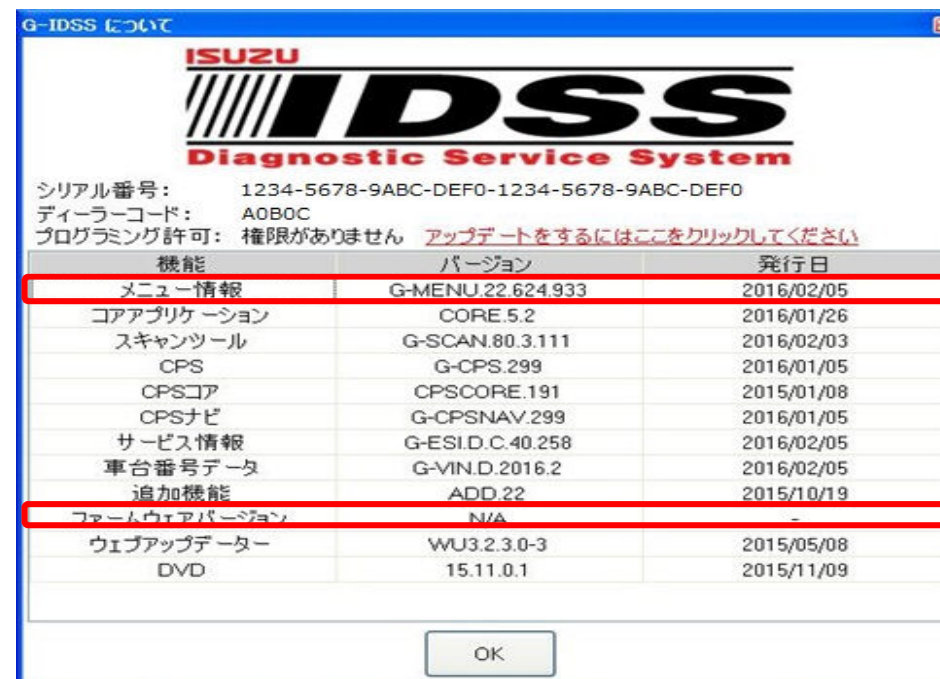 G-IDSS について
ISUZU
IDSS
Diagnostic Service System
シリアル番号: 1234-5678-9ABC-DEF0-1234-5678-9ABC-DEF0
ディーラーコード: A0B0C
プログラミング許可: 権限がありません アップデートをするにはここをクリックしてください
機能 バージョン 発行日
メニュー情報 G-MENU.22.624.933 2016/02/05
コアアプリケーション CORE.5.2 2016/01/26
スキャンツール G-SCAN.80.3.111 2016/02/03
CPS G-CPS.299 2016/01/05
CPSコア CPSCORE.191 2015/01/08
CPSナビ G-CPSNAV.299 2016/01/05
サービス情報 G-ESI.D.C.40.258 2016/02/05
車台番号データ G-VIN.D.2016.2 2016/02/05
追加機能 ADD.22 2015/10/19
ファームウェアバージョン N/A -
ウェブアップデーター WU3.2.3.0-3 2015/05/08
DVD 15.11.0.1 2015/11/09
OK